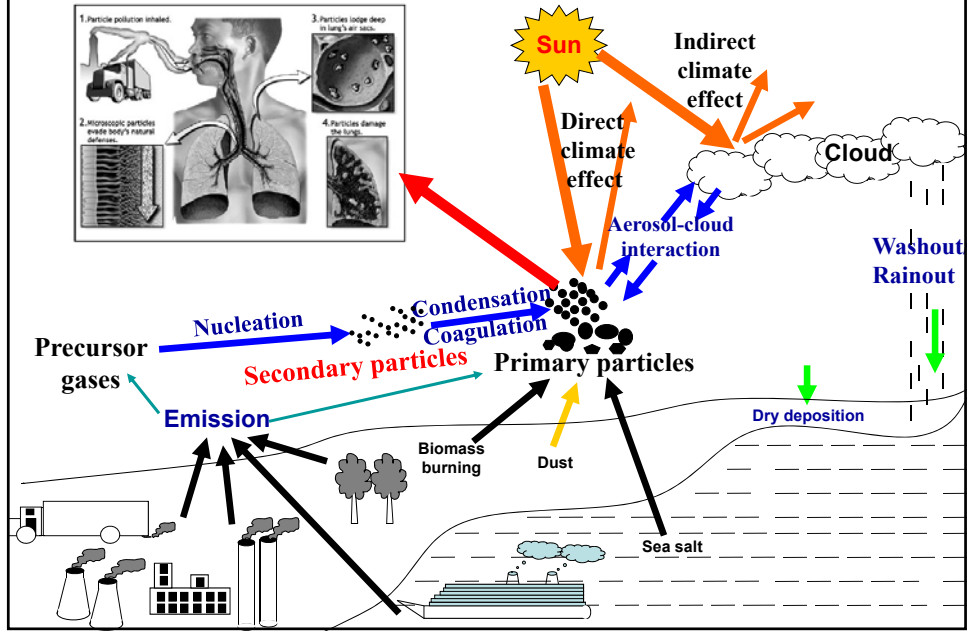 1.Particle pollution inhaled.
3.Particles lodge deep
in lung's air sacs.
2.Microscopic particles
evade body's natural
defenses.
4.Particles damage
the lungs.
Sun
Indirect
climate
effect
Direct
climate
effect
Cloud
Aerosol-cloud
interaction
Washout/
Rainout
Nucleation
Condensation
Coagulation
Precursor
gases
Secondary particles
Primary particles
Emission
Biomass
burning
Dust
Dry deposition
Sea salt